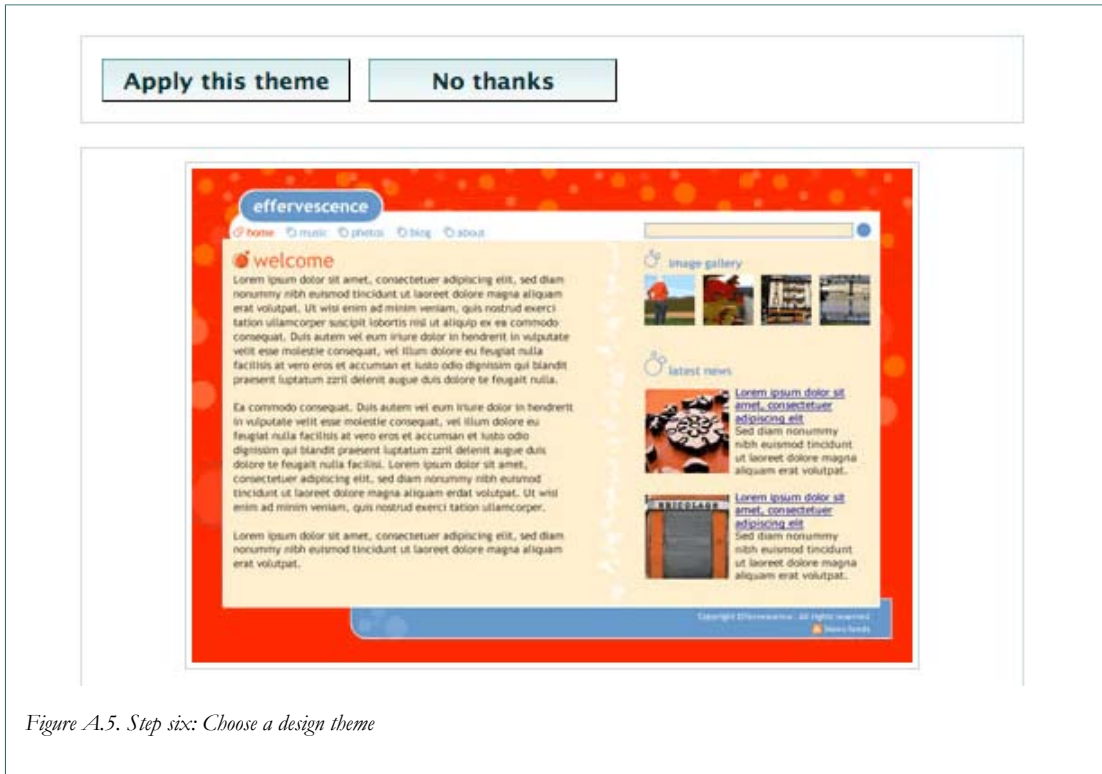 Apply this theme
No thanks
effervescence
home
music
photos
blog
about
welcome
Lorem ipsum dolor sit amet, consectetuer adipiscing elit, sed diam
nonummy nibh euismod tincidunt ut laoreet dolore magna aliquam
erat volutpat. Ut wisi enim ad minim veniam, quis nostrud exerci
tation ullamcorper suscipit lobortis nisl ut aliquip ex ea commodo
consequat. Duis autem vel eum iriure dolor in hendrerit in vulputate
velit esse molestie consequat, vel illum dolore eu feugiat nulla
facilisis at vero eros et accumsan et iusto odio dignissim qui blandit
praesent luptatum zzril delenit augue duis dolore te feugait nulla.
Ea commodo consequat. Duis autem vel eum iriure dolor in hendrerit
in vulputate velit esse molestie consequat, vel illum dolore eu
feugiat nulla facilisis at vero eros et accumsan et iusto odio
dignissim qui blandit praesent luptatum zzril delenit augue duis
dolore te feugait nulla facilisi. Lorem ipsum dolor sit amet,
consectetuer adipiscing elit, sed diam nonummy nibh euismod
tincidunt ut laoreet dolore magna aliquam erdat volutpat. Ut wisi
enim ad minim veniam, quis nostrud exerci tation ullamcorper.
Lorem ipsum dolor sit amet, consectetuer adipiscing elit, sed diam
nonummy nibh euismod tincidunt ut laoreet dolore magna aliquam
erat volutpat.
image gallery
latest news
Lorem ipsum dolor sit
amet, consectetuer
adipiscing elit
Sed diam nonummy
nibh euismod tincidunt
ut laoreet dolore magna
aliquam erat volutpat.
BRICOLAGE
Lorem ipsum dolor sit
amet, consectetuer
adipiscing elit
Sed diam nonummy
nibh euismod tincidunt
ut laoreet dolore magna
aliquam erat volutpat.
Copyright Effervescence. All rights reserved.
News feeds
Figure A.5. Step six: Choose a design theme